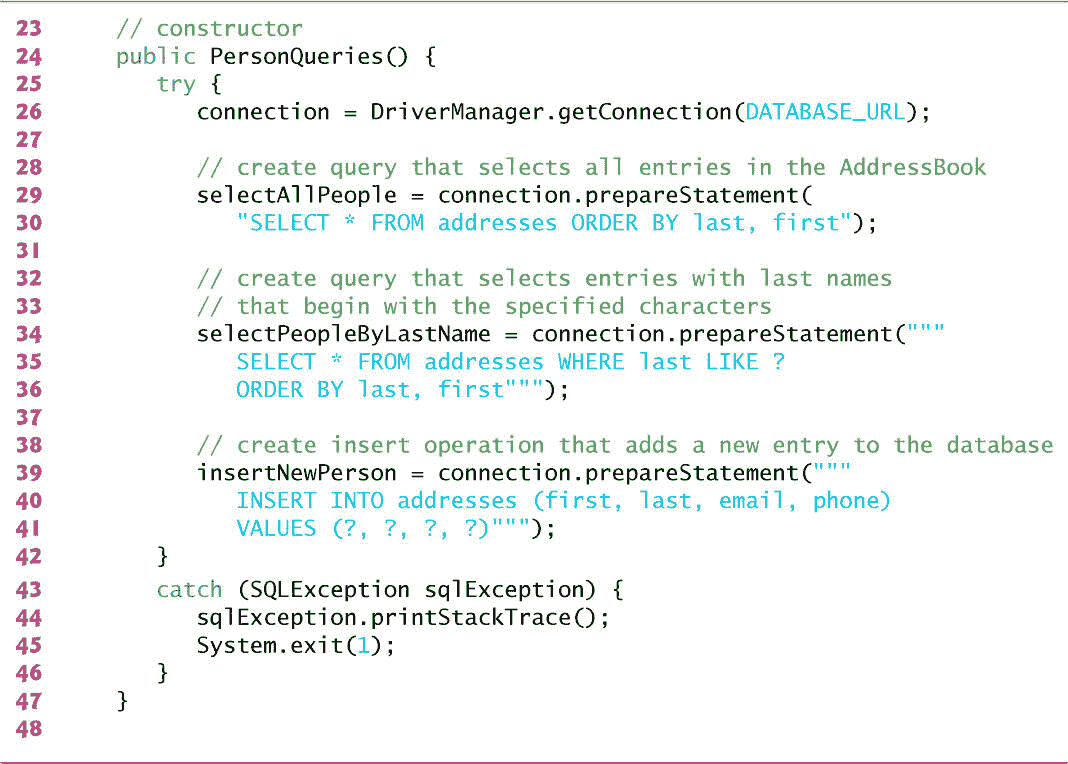 23 // constructor
24 public PersonQueries() {
25 try {
26 connection = DriverManager.getConnection(DATABASE_URL);
27
28 // create query that selects all entries in the AddressBook
29 selectAllPeople = connection.prepareStatement(
30 "SELECT * FROM addresses ORDER BY last, first");
31
32 // create query that selects entries with last names
33 // that begin with the specified characters
34 selectPeopleByLastName = connection.prepareStatement("""
35 SELECT * FROM addresses WHERE last LIKE ?
36 ORDER BY last, first""");
37
38 // create insert operation that adds a new entry to the database
39 insertNewPerson = connection.prepareStatement("""
40 INSERT INTO addresses (first, last, email, phone)
41 VALUES (?, ?, ?, ?)""");
42 }
43 catch (SQLException sqlException) {
44 sqlException.printStackTrace();
45 System.exit(1);
46 }
47 }
48